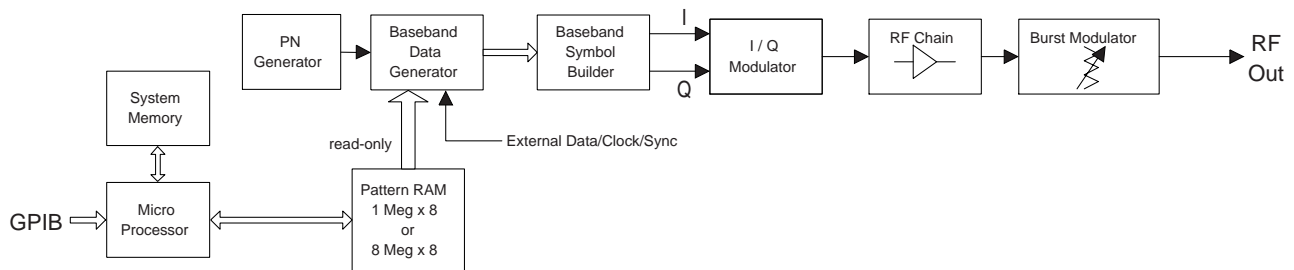 PN
Generator
Baseband
Data
Generator
Baseband
Symbol
Builder
I
Q
I / Q
Modulator
RF Chain
Burst Modulator
RF
Out
System
Memory
read-only
External Data/Clock/Sync
GPIB
Micro
Processor
Pattern RAM
1 Meg x 8
or
8 Meg x 8